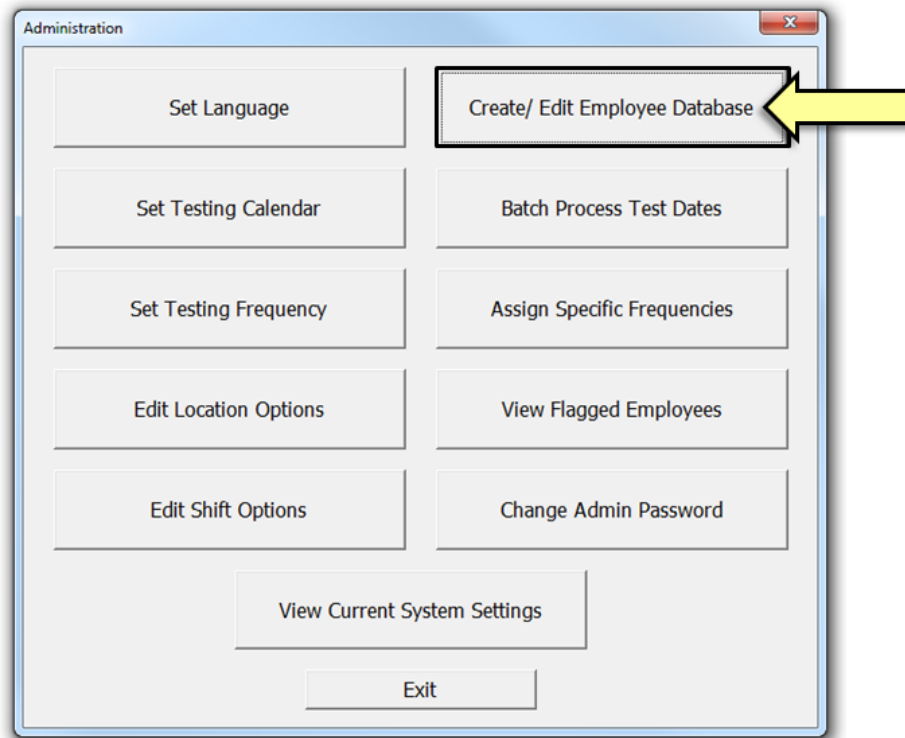 Administration
Set Language
Create/ Edit Employee Database
Set Testing Calendar
Batch Process Test Dates
Set Testing Frequency
Assign Specific Frequencies
Edit Location Options
View Flagged Employees
Edit Shift Options
Change Admin Password
View Current System Settings
Exit